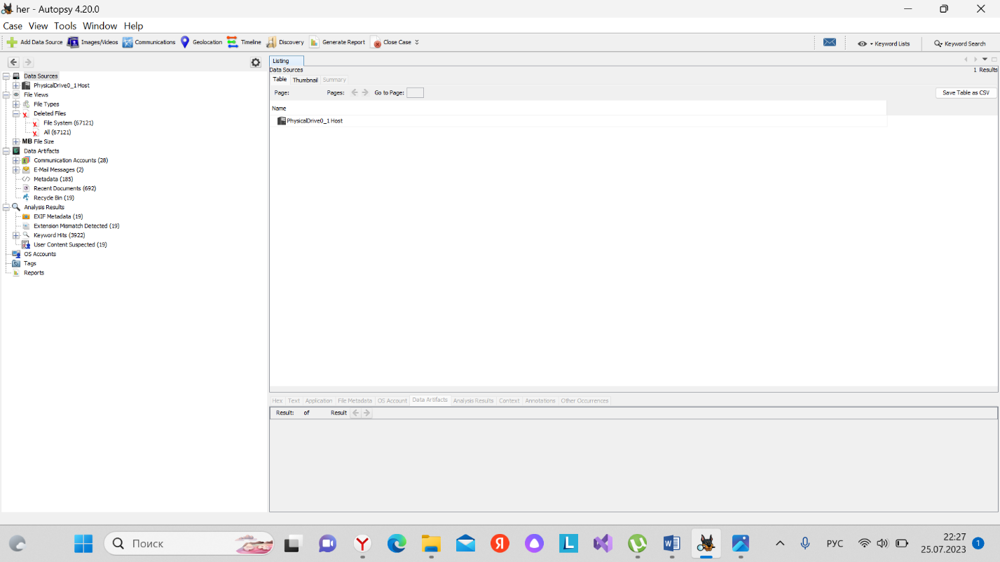 her - Autopsy 4.20.0
Case View Tools Window Help
Add Data Source Images/Videos Communications Geolocation Timeline Discovery Generate Report Close Case Keyword Lists Keyword Search
Data Sources
PhysicalDrive0_1 Host
File Views
File Types
Deleted Files
File System (67121)
All (67121)
MB File Size
Data Artifacts
Communication Accounts (28)
E-Mail Messages (2)
Metadata (185)
Recent Documents (692)
Recycle Bin (19)
Analysis Results
EXIF Metadata (19)
Extension Mismatch Detected (19)
Keyword Hits (3922)
User Content Suspected (19)
OS Accounts
Tags
Reports
Listing
Data Sources 1 Results
Table Thumbnail Summary
Page: Pages: Go to Page: Save Table as CSV
Name
PhysicalDrive0_1 Host
Hex Text Application File Metadata OS Account Data Artifacts Analysis Results Context Annotations Other Occurrences
Result: of Result
Поиск
Y
Я
L
W
РУС
22:27
25.07.2023
1